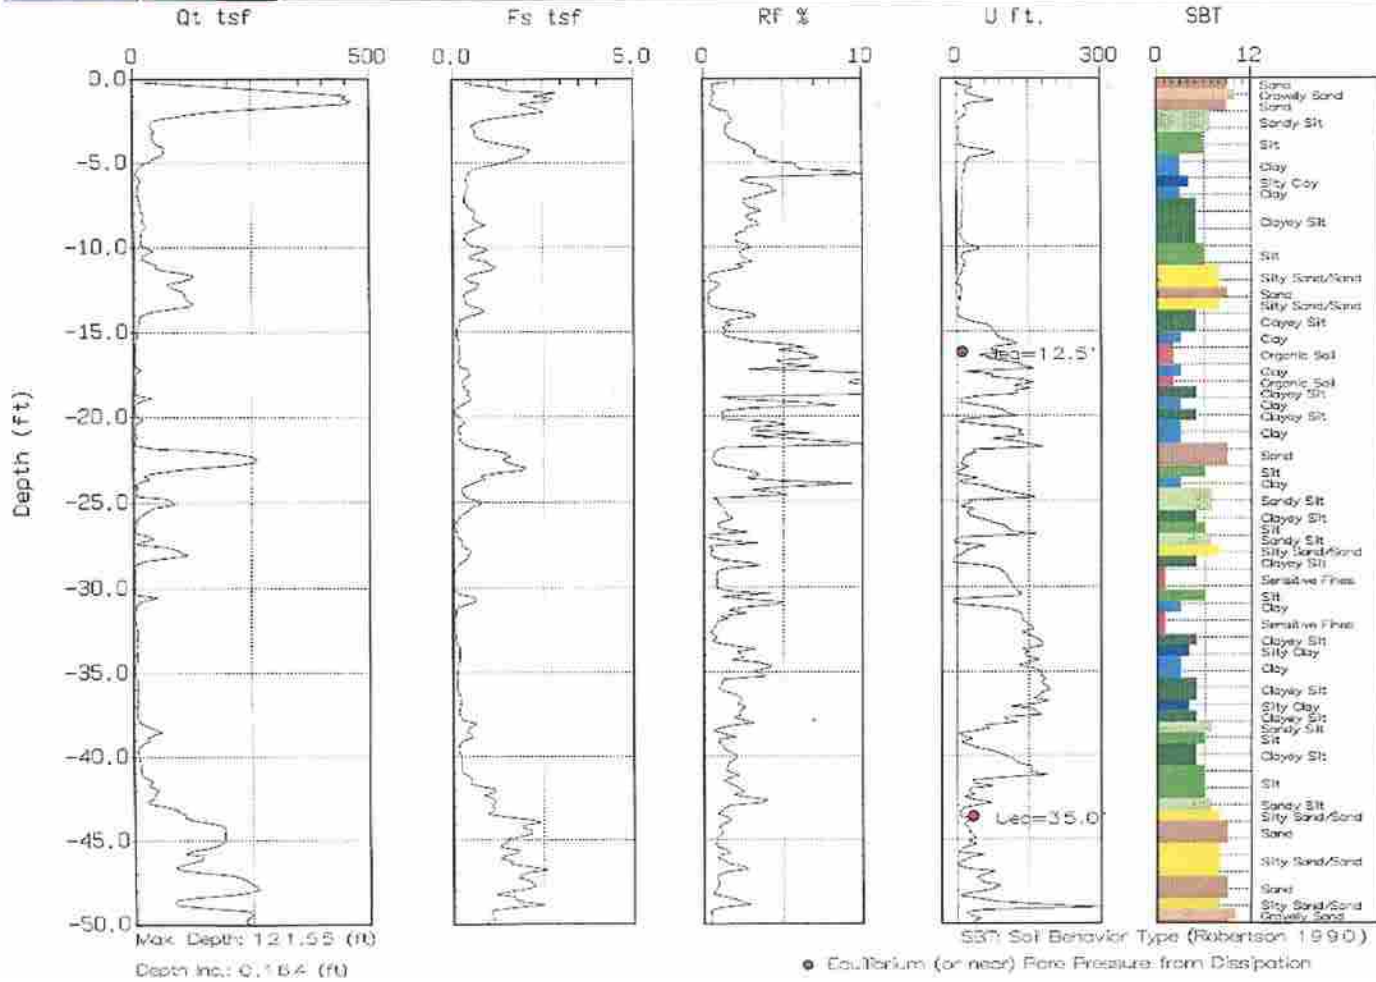 Qt tsf Fs tsf Rf % U ft. SBT
0 500 0.0 5.0 0 10 0 300 0 12
0.0
-5.0
-10.0
-15.0
-20.0
-25.0
-30.0
-35.0
-40.0
-45.0
-50.0
Depth (ft)
Ueq=12.5'
Ueq=35.0'
Sand
Gravelly Sand
Sand
Sandy Silt
Silt
Clay
Silty Clay
Clay
Clayey Silt
Silt
Silty Sand/Sand
Sand
Silty Sand/Sand
Clayey Silt
Clay
Organic Soil
Clay
Organic Soil
Clayey Silt
Clay
Clayey Silt
Clay
Sand
Silt
Clay
Sandy Silt
Clayey Silt
Silt
Sandy Silt
Silty Sand/Sand
Clayey Silt
Sensitive Fines
Silt
Clay
Sensitive Fines
Clayey Silt
Silty Clay
Clay
Clayey Silt
Silty Clay
Clayey Silt
Sandy Silt
Silt
Clayey Silt
Silt
Sandy Silt
Silty Sand/Sand
Sand
Silty Sand/Sand
Sand
Silty Sand/Sand
Gravelly Sand
Max. Depth: 121.55 (ft)
Depth Inc.: 0.164 (ft)
SBT: Soil Behavior Type (Robertson 1990)
Equilibrium (or near) Pore Pressure from Dissipation